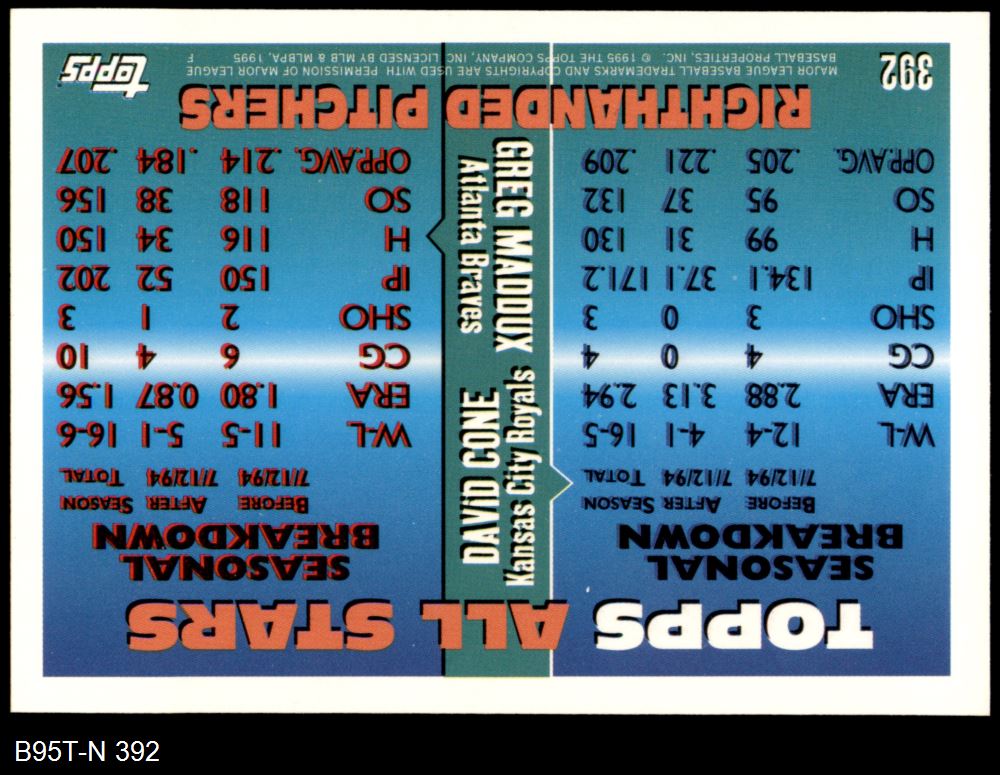 TOPPS ALL STARS
SEASONAL
BREAKDOWN
BEFORE AFTER SEASON
7/12/94 7/12/94 TOTAL
W-L 12-4 4-1 16-5
ERA 2.88 3.13 2.94
CG 4 0 4
SHO 3 0 3
IP 134.1 37.1 171.2
H 99 31 130
SO 95 37 132
OPP.AVG. .205 .221 .209
DAVID CONE
Kansas City Royals
GREG MADDUX
Atlanta Braves
SEASONAL
BREAKDOWN
BEFORE AFTER SEASON
7/12/94 7/12/94 TOTAL
W-L 11-5 5-1 16-6
ERA 1.80 0.87 1.56
CG 6 4 10
SHO 2 1 3
IP 150 52 202
H 116 34 150
SO 118 38 156
OPP.AVG. .214 .184 .207
RIGHTHANDED PITCHERS
392
MAJOR LEAGUE BASEBALL TRADEMARKS AND COPYRIGHTS ARE USED WITH PERMISSION OF MAJOR LEAGUE
BASEBALL PROPERTIES, INC. © 1995 THE TOPPS COMPANY, INC. LICENSED BY MLB & MLBPA, 1995 F
Topps
B95T-N 392